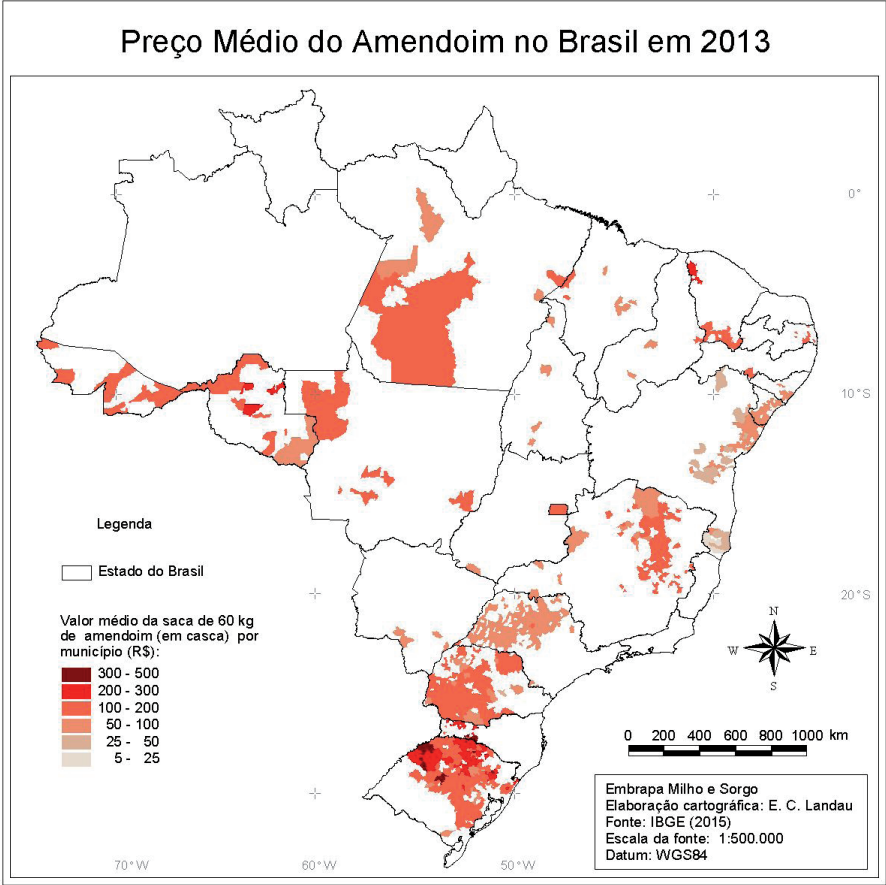 Preço Médio do Amendoim no Brasil em 2013
0°
10°S
20°S
Legenda
Estado do Brasil
Valor médio da saca de 60 kg
de amendoim (em casca) por
município (R$):
300 - 500
200 - 300
100 - 200
50 - 100
25 - 50
5 - 25
N
W E
S
0 200 400 600 800 1000 km
Embrapa Milho e Sorgo
Elaboração cartográfica: E. C. Landau
Fonte: IBGE (2015)
Escala da fonte: 1:500.000
Datum: WGS84
70°W 60°W 50°W